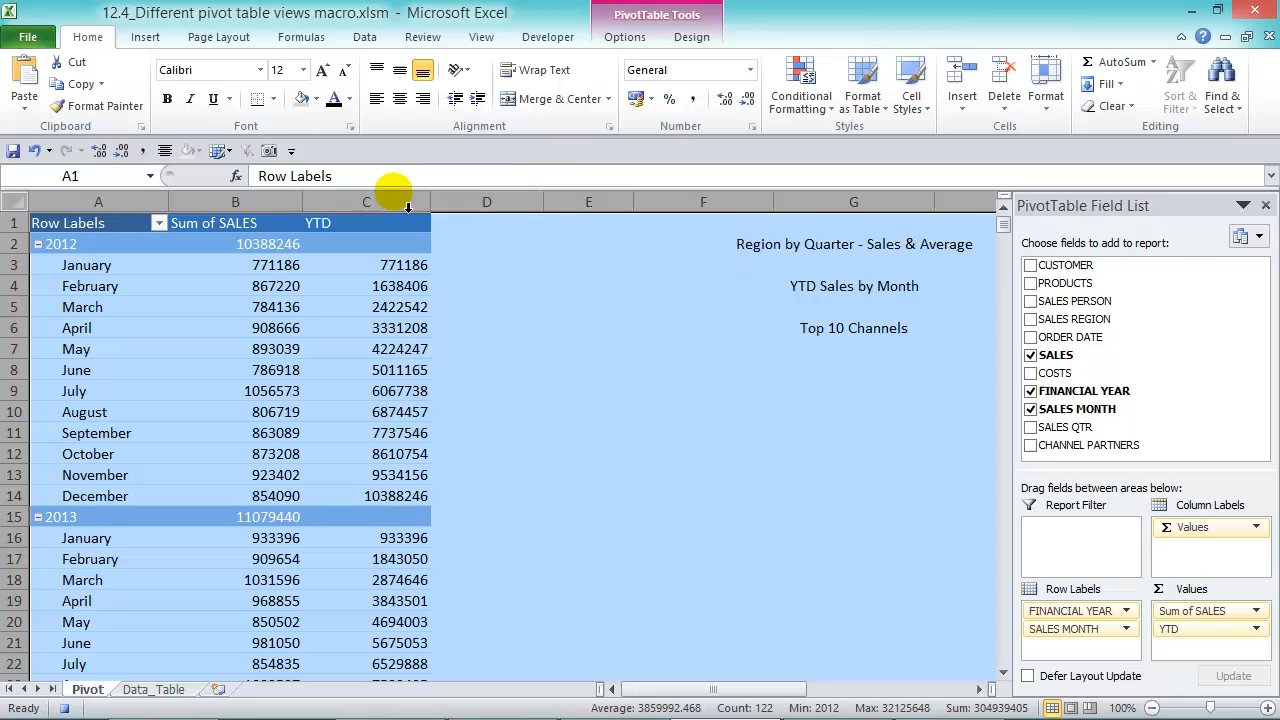 12.4_Different pivot table views macro.xlsm - Microsoft Excel
PivotTable Tools
File Home Insert Page Layout Formulas Data Review View Developer Options Design
Paste
Cut
Copy
Format Painter
Clipboard
Calibri 12
B I U
Font
Wrap Text
Merge & Center
Alignment
General
Number
Conditional Formatting
Format as Table
Cell Styles
Styles
Insert Delete Format
Cells
AutoSum
Fill
Clear
Sort & Filter
Find & Select
Editing
A1 fx Row Labels
A B C D E F G
1 Row Labels Sum of SALES YTD
2 2012 10388246 Region by Quarter - Sales & Average
3 January 771186 771186
4 February 867220 1638406 YTD Sales by Month
5 March 784136 2422542
6 April 908666 3331208 Top 10 Channels
7 May 893039 4224247
8 June 786918 5011165
9 July 1056573 6067738
10 August 806719 6874457
11 September 863089 7737546
12 October 873208 8610754
13 November 923402 9534156
14 December 854090 10388246
15 2013 11079440
16 January 933396 933396
17 February 909654 1843050
18 March 1031596 2874646
19 April 968855 3843501
20 May 850502 4694003
21 June 981050 5675053
22 July 854835 6529888
PivotTable Field List
Choose fields to add to report:
CUSTOMER
PRODUCTS
SALES PERSON
SALES REGION
ORDER DATE
SALES
COSTS
FINANCIAL YEAR
SALES MONTH
SALES QTR
CHANNEL PARTNERS
Drag fields between areas below:
Report Filter
Column Labels
Σ Values
Row Labels
Σ Values
FINANCIAL YEAR
SALES MONTH
Sum of SALES
YTD
Defer Layout Update
Update
Pivot Data_Table
Ready
Average: 3859992.468 Count: 122 Min: 2012 Max: 32125648 Sum: 304939405
100%